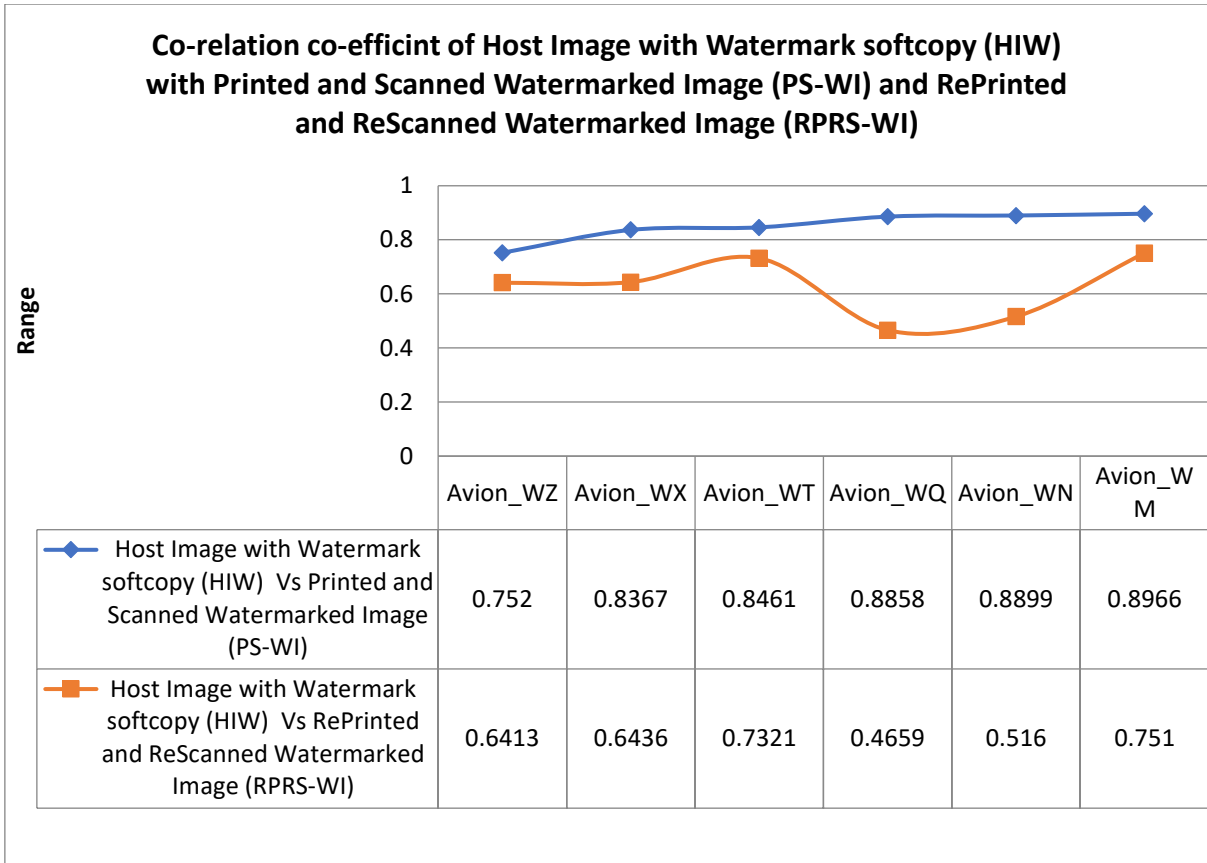 Co-relation co-efficint of Host Image with Watermark softcopy (HIW)
with Printed and Scanned Watermarked Image (PS-WI) and RePrinted
and ReScanned Watermarked Image (RPRS-WI)
Range
1
0.8
0.6
0.4
0.2
0
Avion_WZ Avion_WX Avion_WT Avion_WQ Avion_WN Avion_W
M
Host Image with Watermark
softcopy (HIW) Vs Printed and
Scanned Watermarked Image
(PS-WI)
0.752 0.8367 0.8461 0.8858 0.8899 0.8966
Host Image with Watermark
softcopy (HIW) Vs RePrinted
and ReScanned Watermarked
Image (RPRS-WI)
0.6413 0.6436 0.7321 0.4659 0.516 0.751